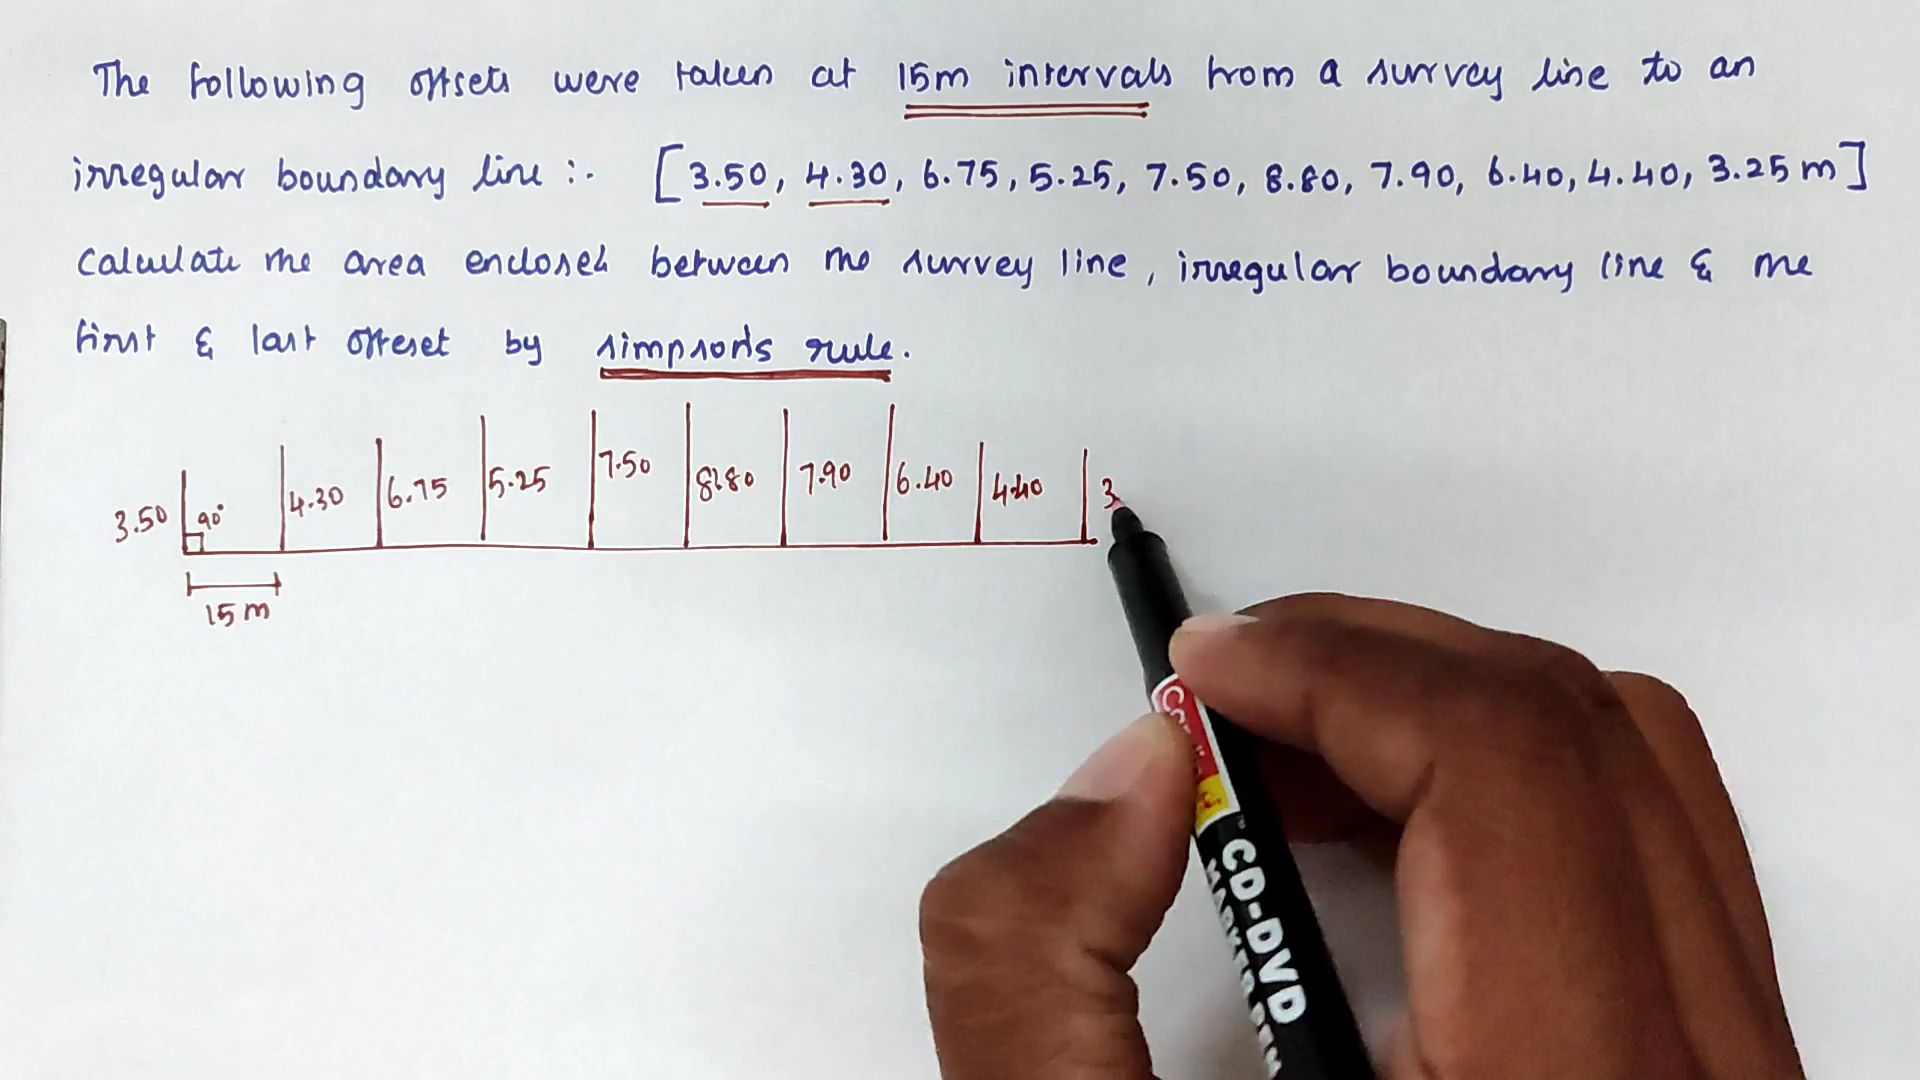 The following offsets were taken at 15m intervals from a survey line to an
irregular boundary line :- [3.50, 4.30, 6.75, 5.25, 7.50, 8.80, 7.90, 6.40, 4.40, 3.25 m]
Calculate the area enclosed between the survey line, irregular boundary line & the
first & last offeset by simpson's rule.
3.50 90° 4.30 6.75 5.25 7.50 8.80 7.90 6.40 4.40 3
15 m
CD-DVD